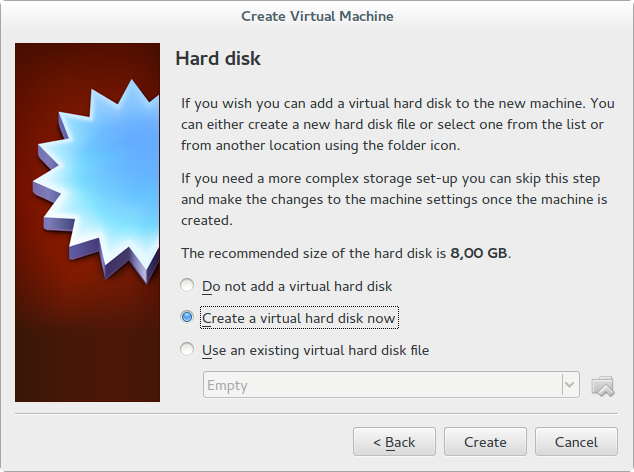 Create Virtual Machine
Hard disk
If you wish you can add a virtual hard disk to the new machine. You
can either create a new hard disk file or select one from the list or
from another location using the folder icon.
If you need a more complex storage set-up you can skip this step
and make the changes to the machine settings once the machine is
created.
The recommended size of the hard disk is 8,00 GB.
Do not add a virtual hard disk
Create a virtual hard disk now
Use an existing virtual hard disk file
Empty
< Back
Create
Cancel